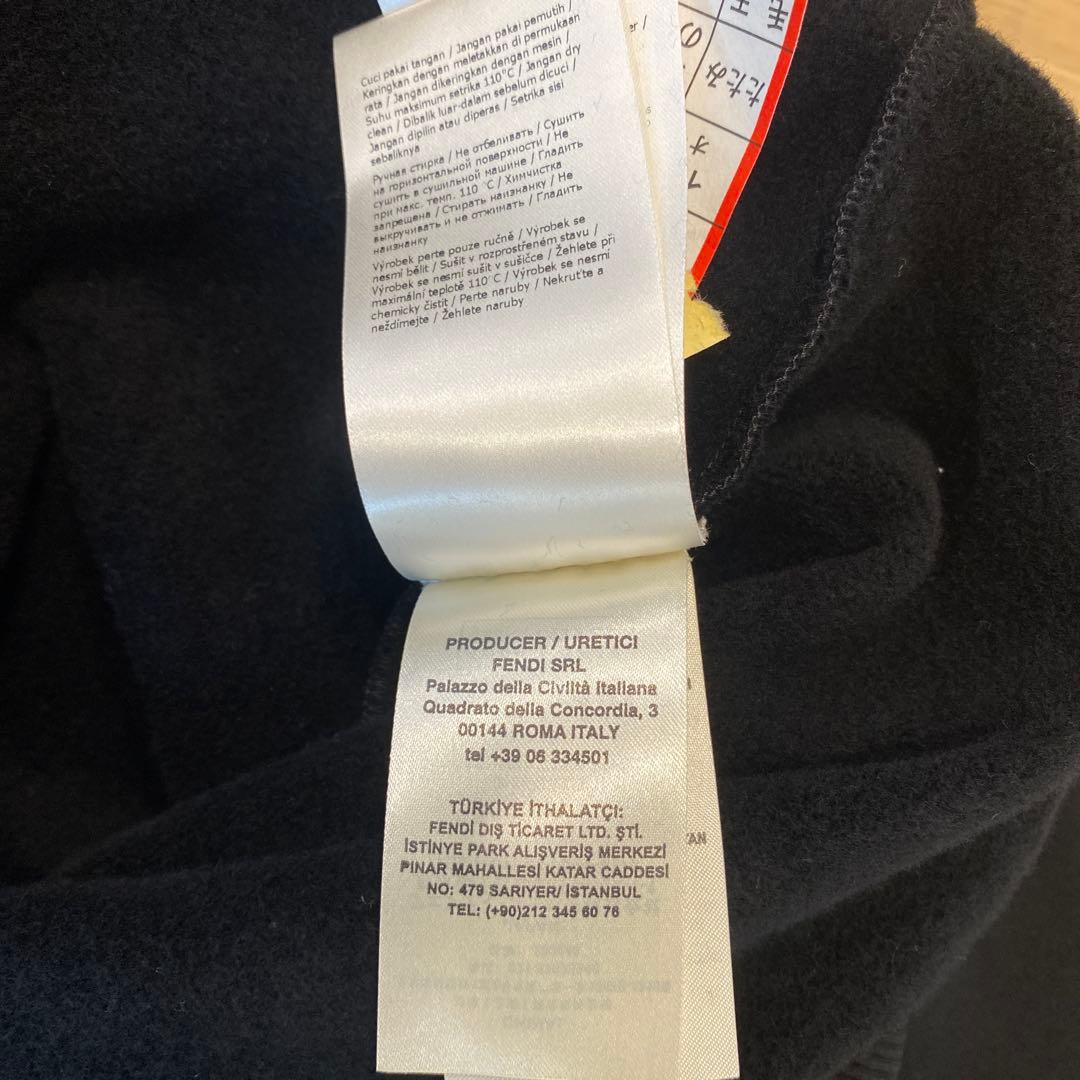 Cuci pakai tangan / Jangan pakai pemutih /
Keringkan dengan meletakkan di permukaan
rata / Jangan dikeringkan dengan mesin /
Suhu maksimum setrika 110°C / Jangan dry
clean / Dibalik luar-dalam sebelum dicuci /
Jangan dipilin atau diperas / Setrika sisi
sebaliknya
Ручная стирка / Не отбеливать / Сушить
на горизонтальной поверхности / Не
сушить в сушильной машине / Гладить
при макс. темп. 110 °C / Химчистка
запрещена / Стирать наизнанку / Не
выкручивать и не отжимать / Гладить
наизнанку
Výrobek perte pouze ručně / Výrobek se
nesmí bělit / Sušit v rozprostřeném stavu /
Výrobek se nesmí sušit v sušičce / Žehlete při
maximální teplotě 110°C / Výrobek se nesmí
chemicky čistit / Perte naruby / Nekruťte a
neždímejte / Žehlete naruby
たたみ
の
PRODUCER / URETICI
FENDI SRL
Palazzo della Civiltà Italiana
Quadrato della Concordia, 3
00144 ROMA ITALY
tel +39 06 334501
TÜRKİYE İTHALATÇI:
FENDİ DIŞ TİCARET LTD. ŞTİ.
İSTİNYE PARK ALIŞVERİŞ MERKEZİ
PINAR MAHALLESİ KATAR CADDESİ
NO: 479 SARIYER/ İSTANBUL
TEL: (+90)212 345 60 76